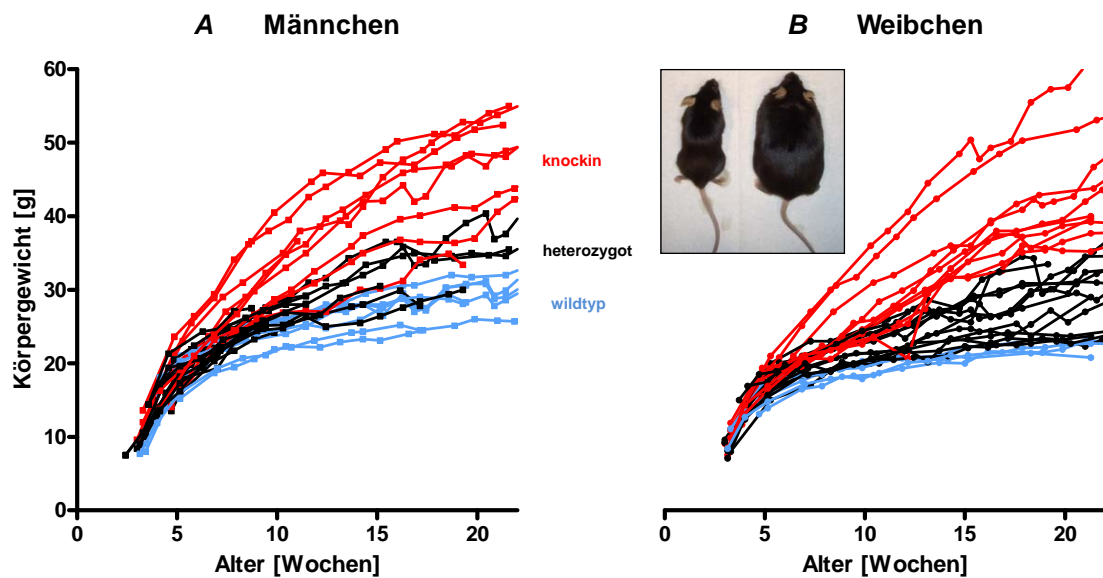 A Männchen
B Weibchen
Körpergewicht [g]
60
50
40
30
20
10
0
knockin
heterozygot
wildtyp
0 5 10 15 20
0 5 10 15 20
Alter [Wochen]
Alter [Wochen]